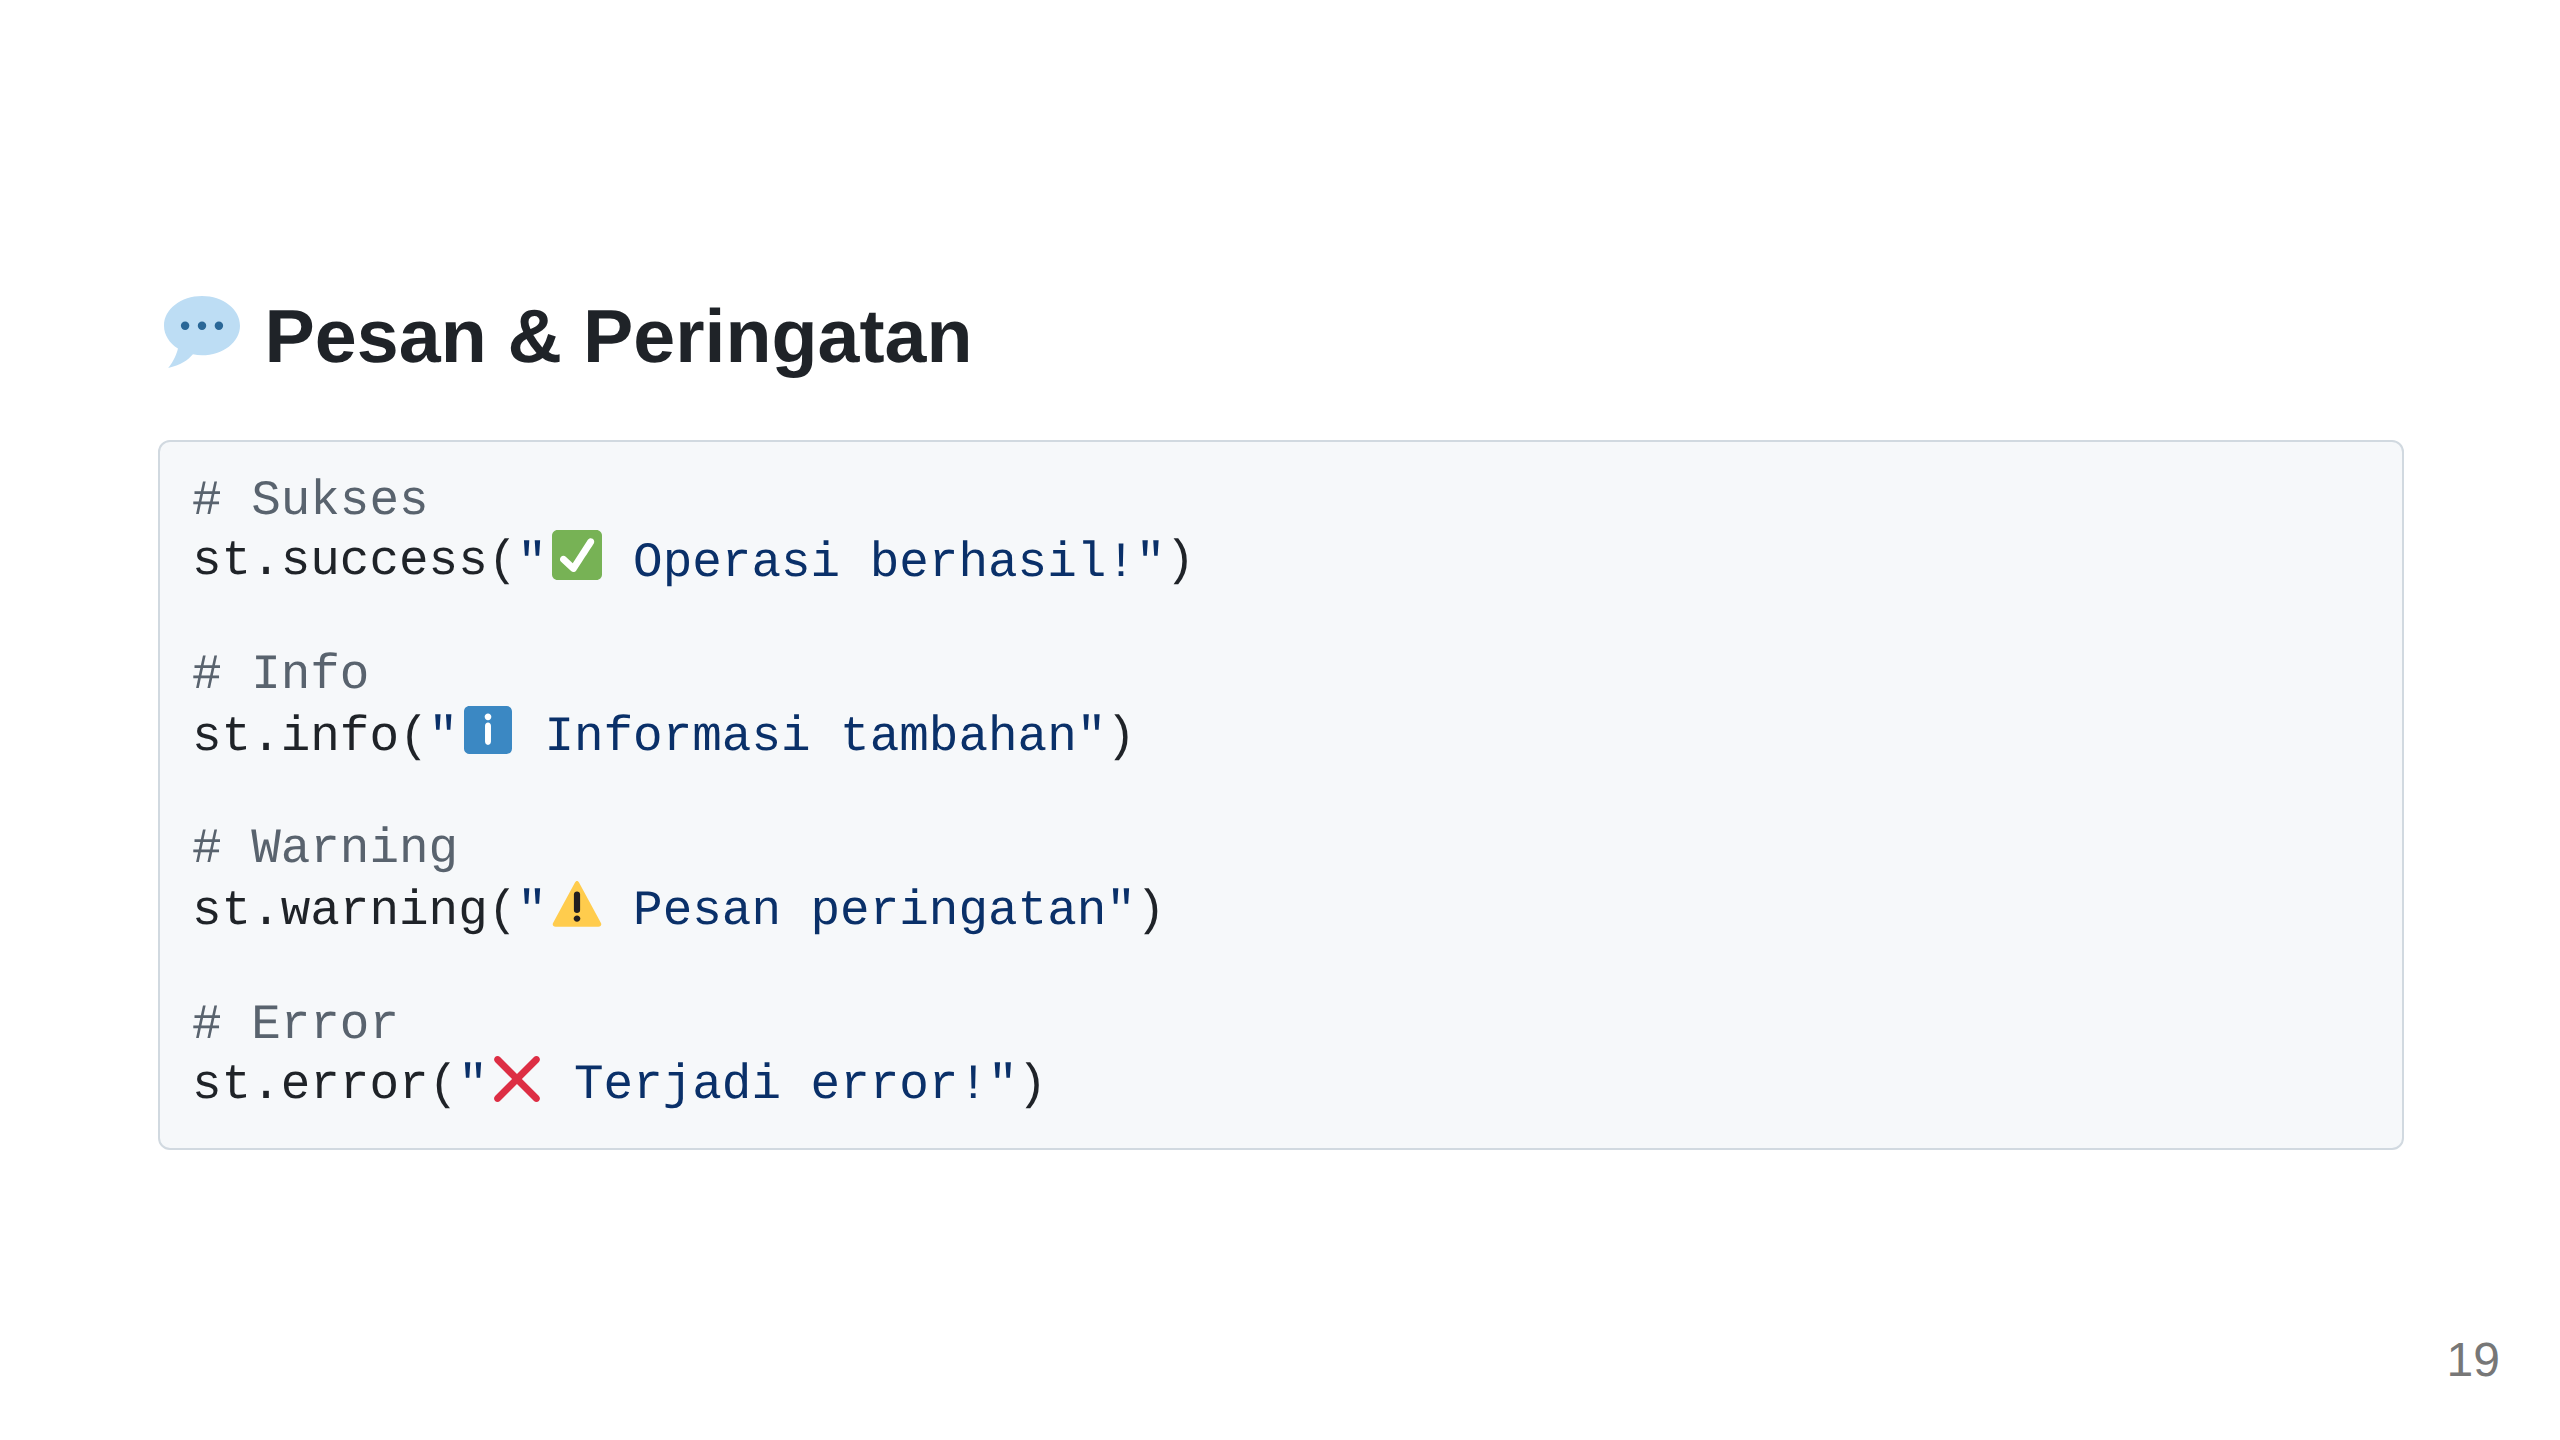 💬 Pesan & Peringatan
# Sukses
st.success("✅ Operasi berhasil!")
# Info
st.info("ℹ️ Informasi tambahan")
# Warning
st.warning("⚠️ Pesan peringatan")
# Error
st.error("❌ Terjadi error!")
19